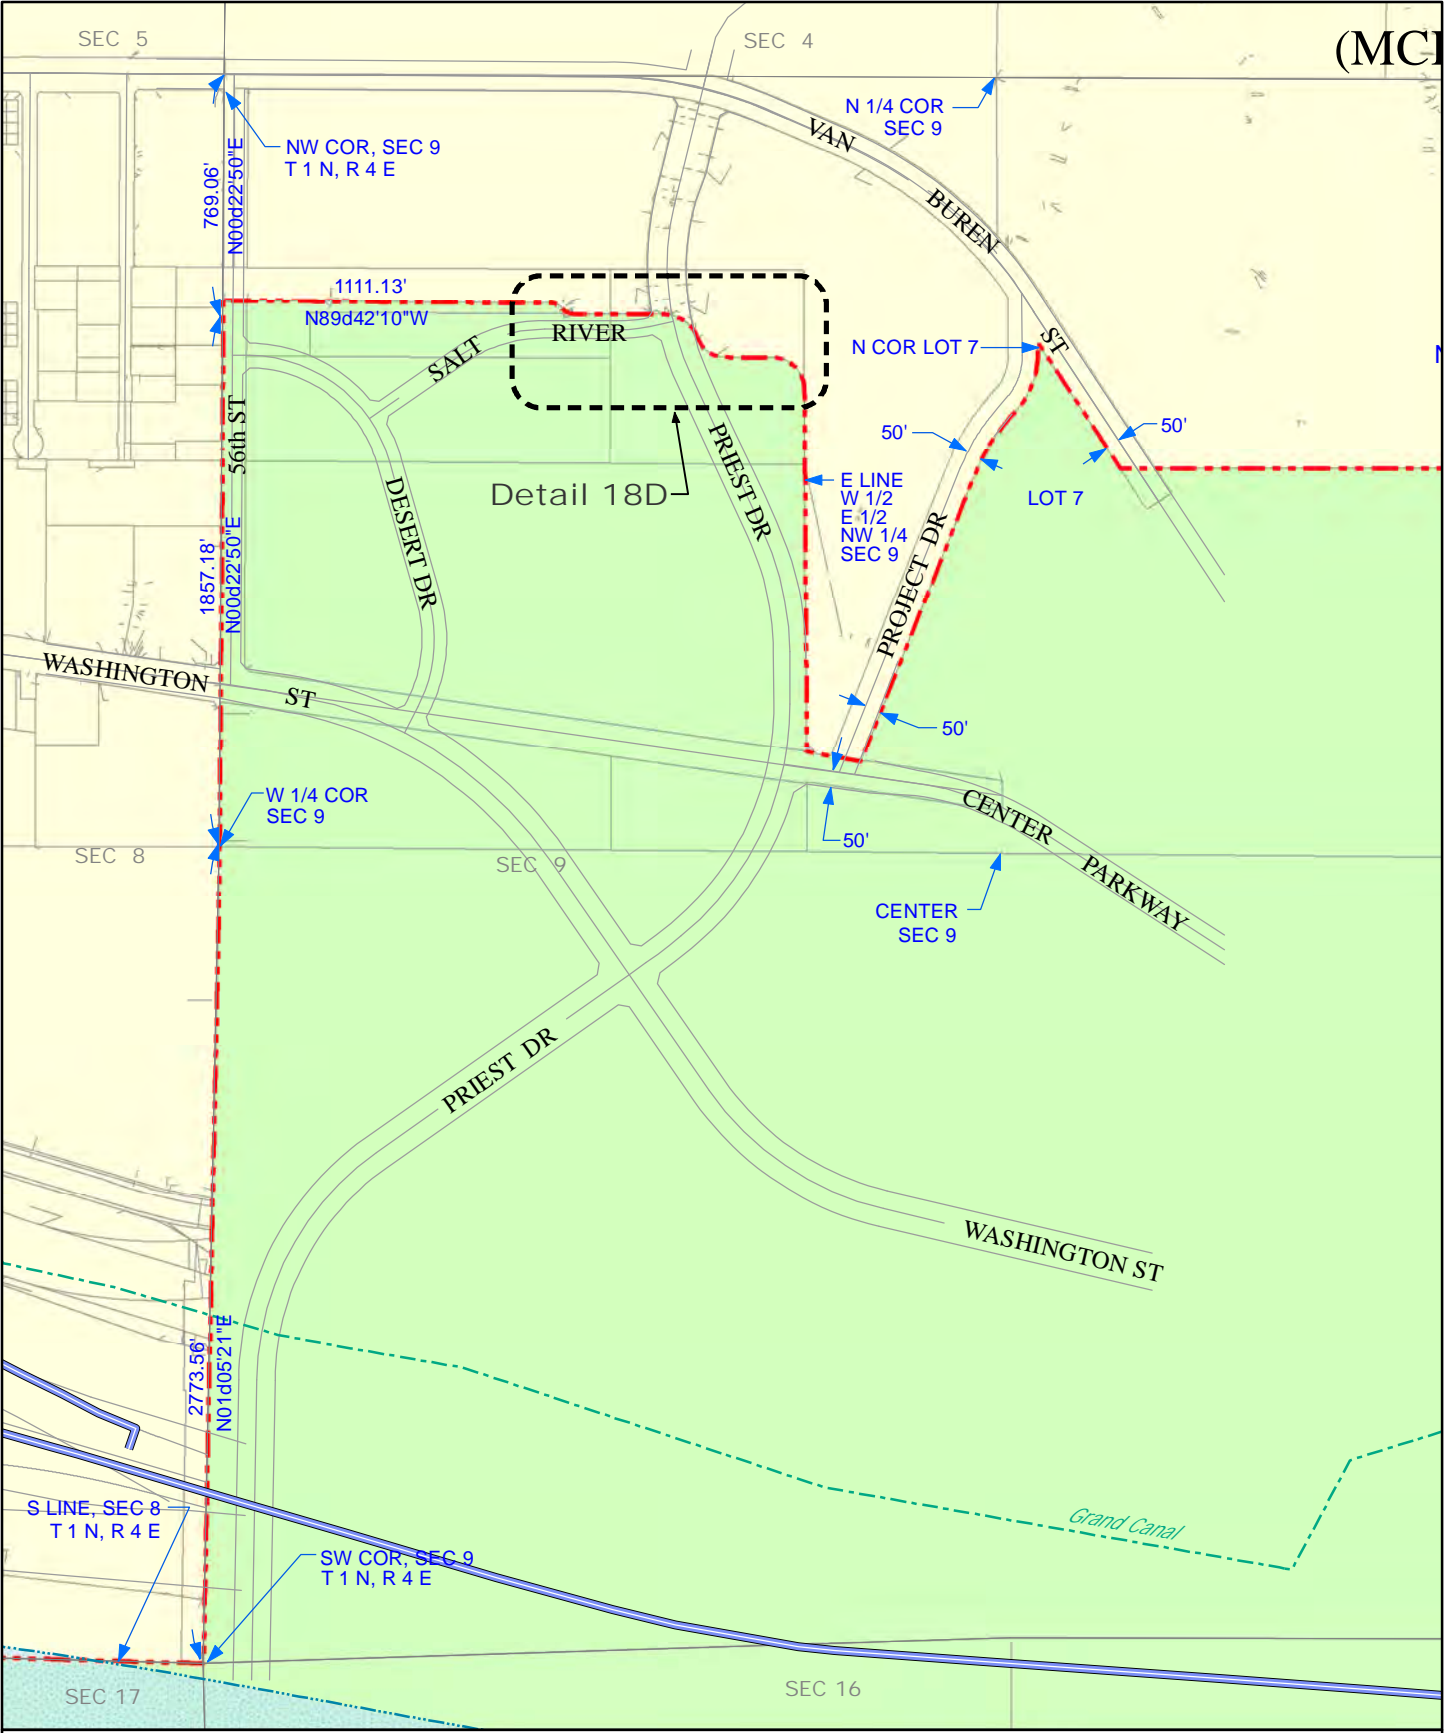 SEC 5
SEC 4
(MCI
N 1/4 COR
SEC 9
VAN
BUREN
ST
NW COR, SEC 9
T 1 N, R 4 E
769.06'
N00d22'50"E
1111.13'
N89d42'10"W
SALT
RIVER
N COR LOT 7
56th ST
50'
50'
PRIEST DR
DESERT DR
Detail 18D
E LINE
W 1/2
E 1/2
NW 1/4
SEC 9
LOT 7
PROJECT DR
1857.18'
N00d22'50"E
WASHINGTON
ST
50'
W 1/4 COR
SEC 9
50'
CENTER
PARKWAY
SEC 8
SEC 9
CENTER
SEC 9
PRIEST DR
WASHINGTON ST
2773.56'
N01d05'21"E
S LINE, SEC 8
T 1 N, R 4 E
Grand Canal
SW COR, SEC 9
T 1 N, R 4 E
SEC 17
SEC 16